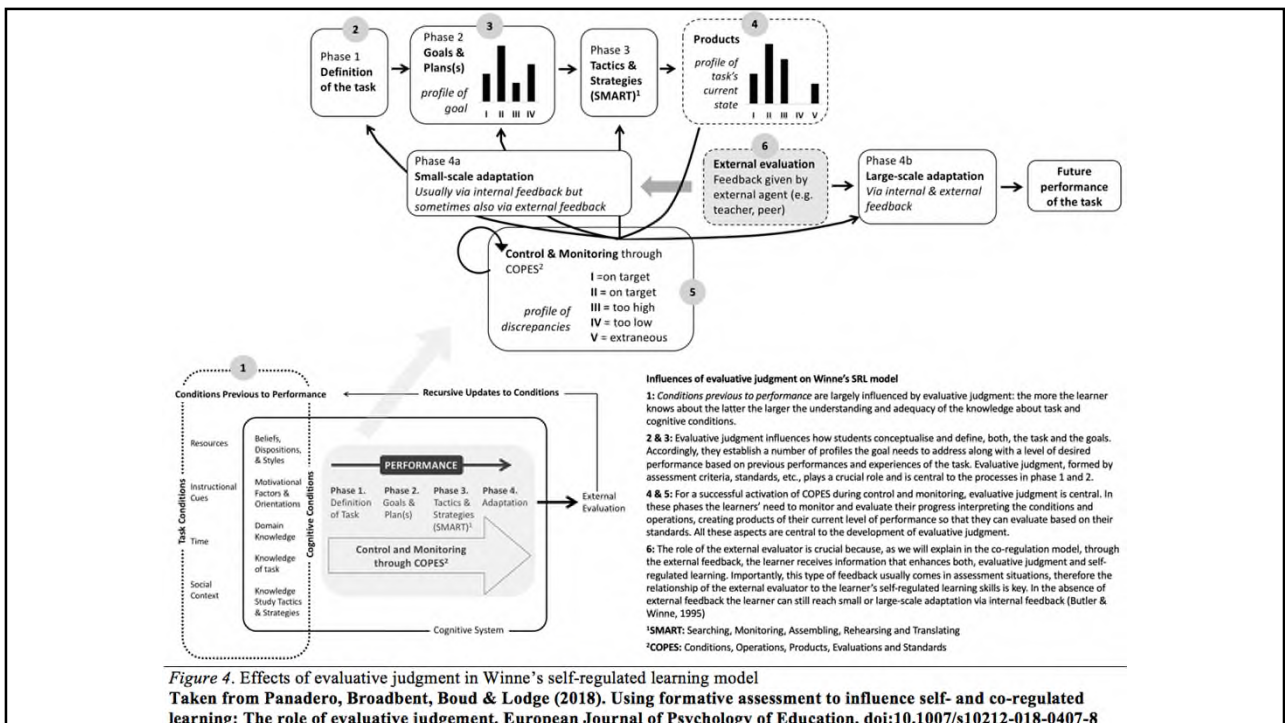 2
Phase 1
Definition
of the task
3
Phase 2
Goals &
Plans(s)
profile of
goal
I II III IV
Phase 3
Tactics &
Strategies
(SMART)¹
4
Products
profile of
task's
current
state
I II III IV V
Phase 4a
Small-scale adaptation
Usually via internal feedback but
sometimes also via external feedback
6
External evaluation
Feedback given by
external agent (e.g.
teacher, peer)
Phase 4b
Large-scale adaptation
Via internal & external
feedback
Future
performance
of the task
Control & Monitoring through
COPES²
profile of
discrepancies
I =on target
II = on target
III = too high
IV = too low
V = extraneous
5
1
Conditions Previous to Performance
Recursive Updates to Conditions
Task Conditions
Resources
Instructional
Cues
Time
Social
Context
Cognitive Conditions
Beliefs,
Dispositions,
& Styles
Motivational
Factors &
Orientations
Domain
Knowledge
Knowledge
of task
Knowledge
Study Tactics
& Strategies
PERFORMANCE
Phase 1.
Definition
of Task
Phase 2.
Goals &
Plan(s)
Phase 3.
Tactics &
Strategies
(SMART)¹
Phase 4.
Adaptation
Control and Monitoring
through COPES²
External
Evaluation
Cognitive System
Influences of evaluative judgment on Winne's SRL model
1: Conditions previous to performance are largely influenced by evaluative judgment: the more the learner
knows about the latter the larger the understanding and adequacy of the knowledge about task and
cognitive conditions.
2 & 3: Evaluative judgment influences how students conceptualise and define, both, the task and the goals.
Accordingly, they establish a number of profiles the goal needs to address along with a level of desired
performance based on previous performances and experiences of the task. Evaluative judgment, formed by
assessment criteria, standards, etc., plays a crucial role and is central to the processes in phase 1 and 2.
4 & 5: For a successful activation of COPES during control and monitoring, evaluative judgment is central. In
these phases the learners' need to monitor and evaluate their progress interpreting the conditions and
operations, creating products of their current level of performance so that they can evaluate based on their
standards. All these aspects are central to the development of evaluative judgment.
6: The role of the external evaluator is crucial because, as we will explain in the co-regulation model, through
the external feedback, the learner receives information that enhances both, evaluative judgment and self-
regulated learning. Importantly, this type of feedback usually comes in assessment situations, therefore the
relationship of the external evaluator to the learner's self-regulated learning skills is key. In the absence of
external feedback the learner can still reach small or large-scale adaptation via internal feedback (Butler &
Winne, 1995)
¹SMART: Searching, Monitoring, Assembling, Rehearsing and Translating
²COPES: Conditions, Operations, Products, Evaluations and Standards
Figure 4. Effects of evaluative judgment in Winne's self-regulated learning model
Taken from Panadero, Broadbent, Boud & Lodge (2018). Using formative assessment to influence self- and co-regulated
learning: The role of evaluative judgement. European Journal of Psychology of Education. doi:10.1007/s10212-018-0407-8